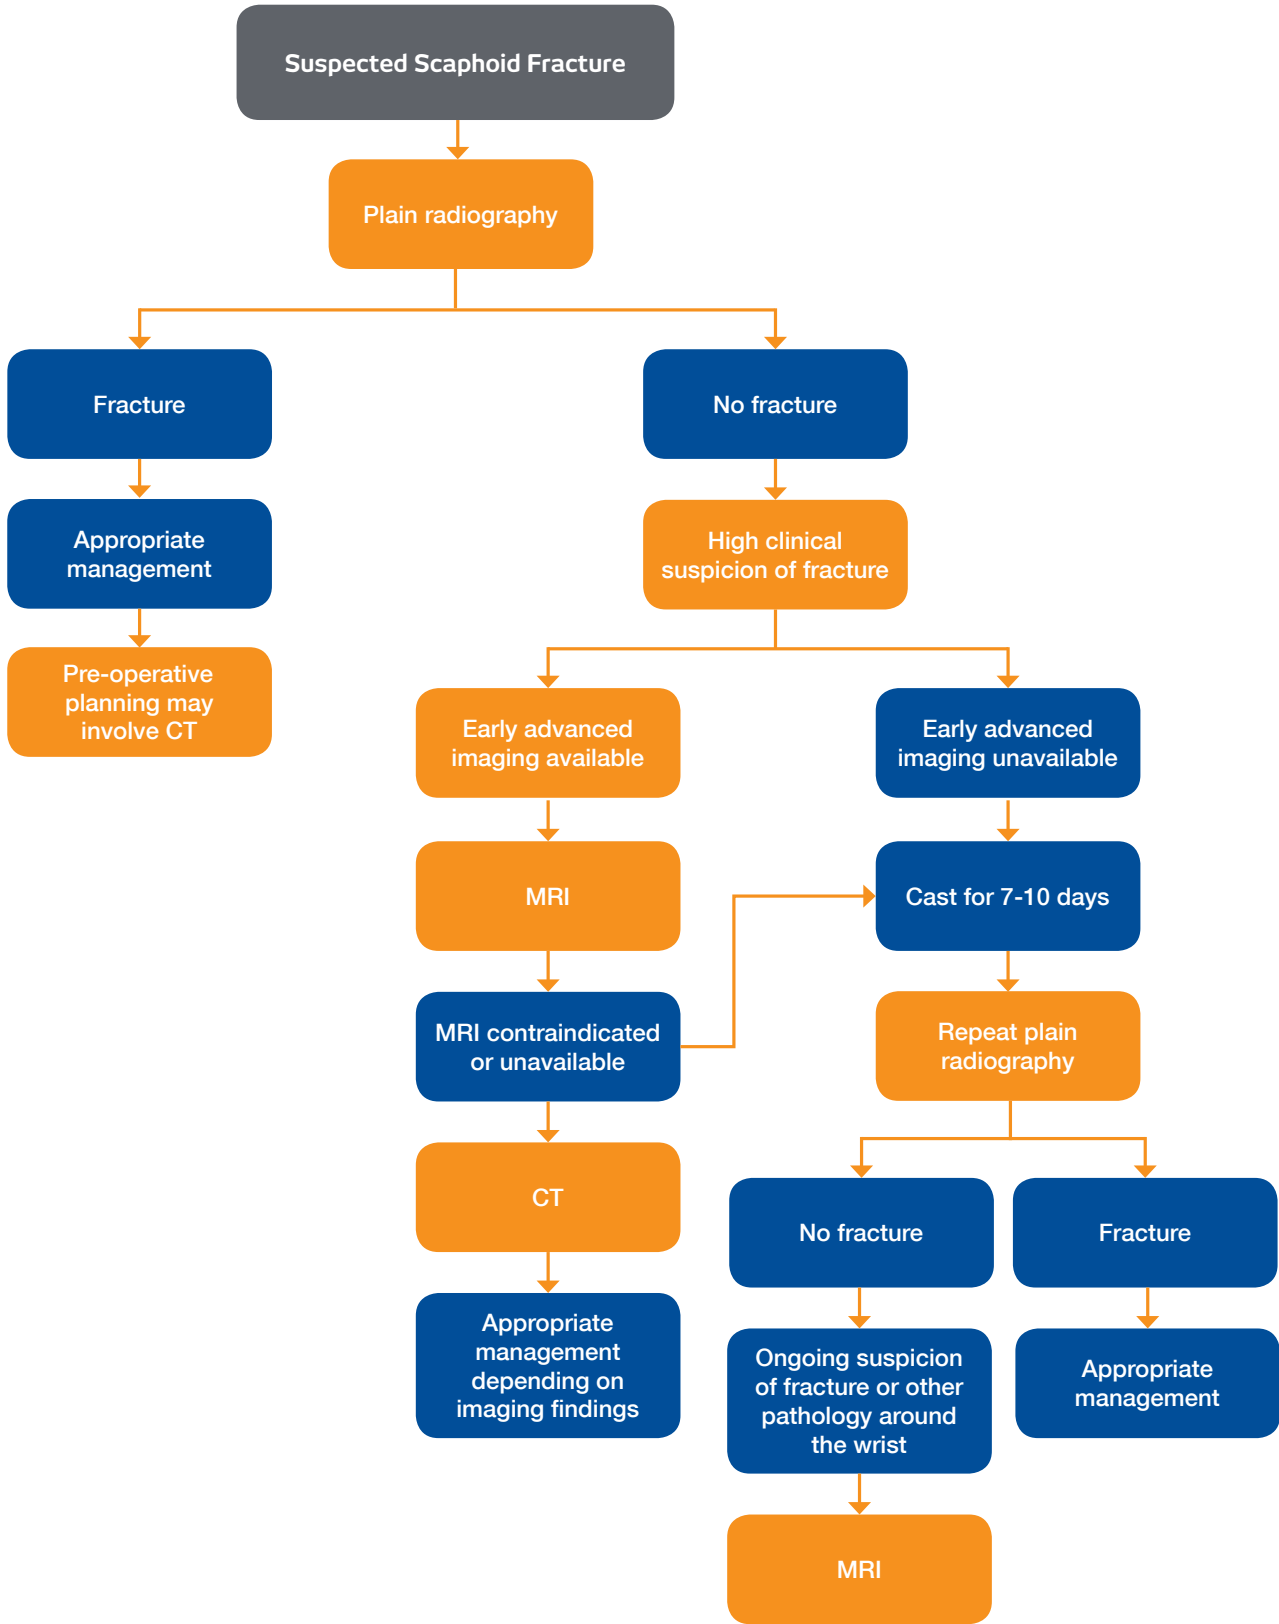 Suspected Scaphoid Fracture
Plain radiography
Fracture
No fracture
Appropriate
management
High clinical
suspicion of fracture
Pre-operative
planning may
involve CT
Early advanced
imaging available
Early advanced
imaging unavailable
MRI
Cast for 7-10 days
MRI contraindicated
or unavailable
Repeat plain
radiography
CT
No fracture
Fracture
Appropriate
management
depending on
imaging findings
Ongoing suspicion
of fracture or other
pathology around
the wrist
Appropriate
management
MRI